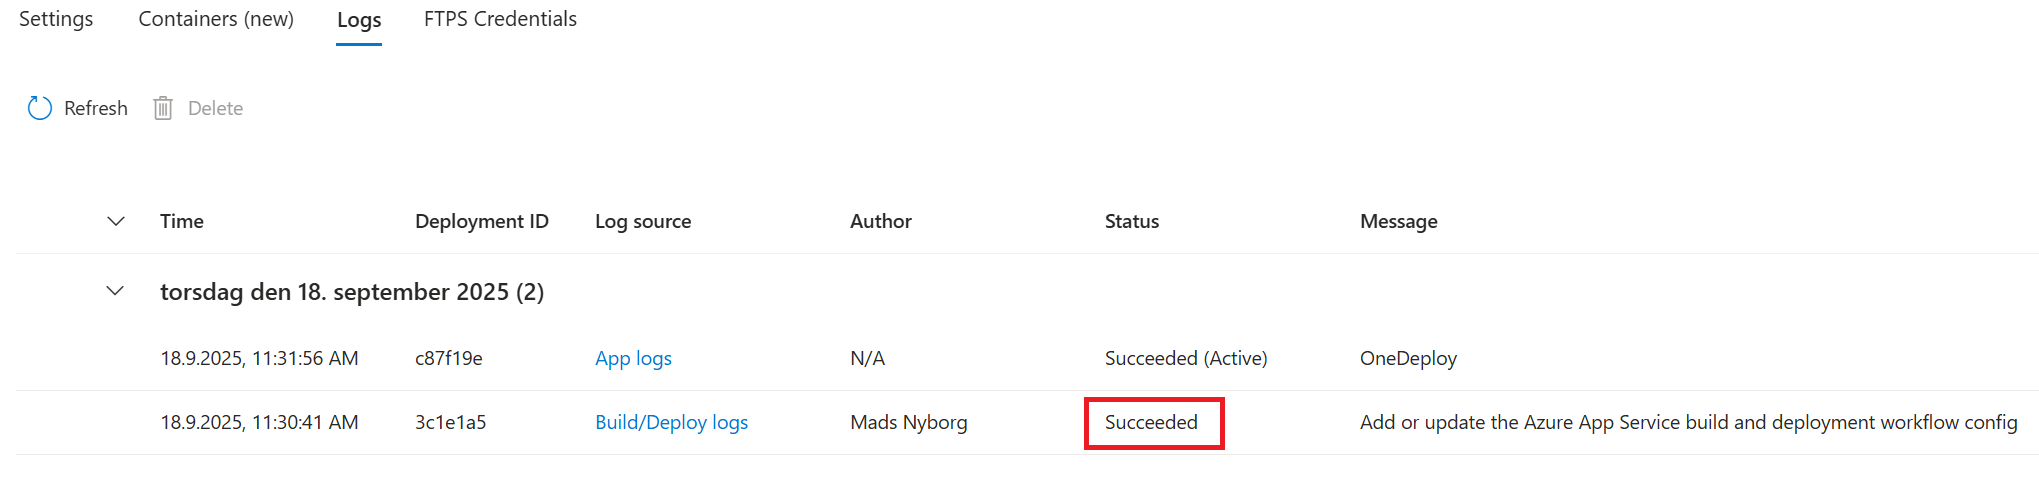 Settings Containers (new) Logs FTPS Credentials
Refresh Delete
Time Deployment ID Log source Author Status Message
torsdag den 18. september 2025 (2)
18.9.2025, 11:31:56 AM c87f19e App logs N/A Succeeded (Active) OneDeploy
18.9.2025, 11:30:41 AM 3c1e1a5 Build/Deploy logs Mads Nyborg Succeeded Add or update the Azure App Service build and deployment workflow config